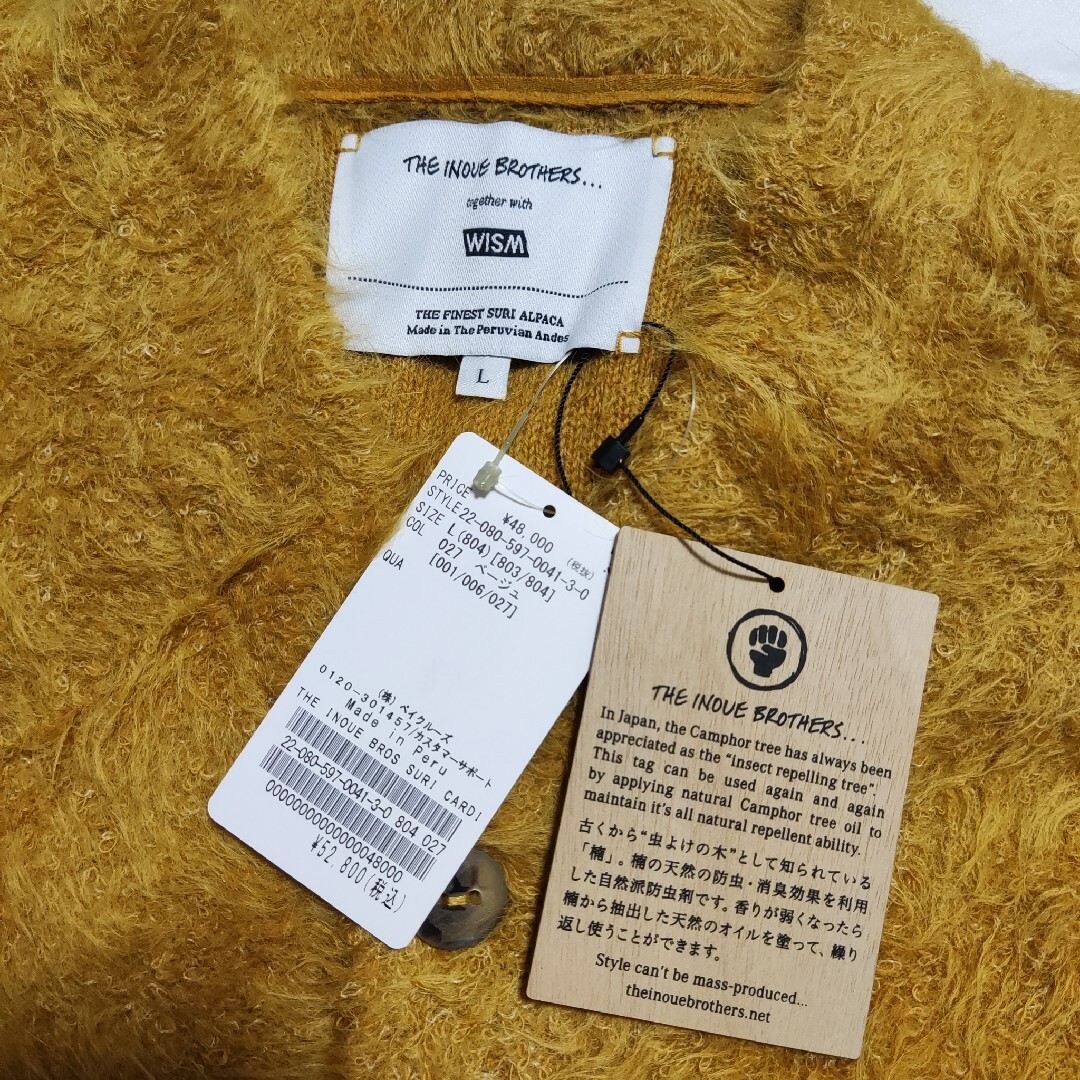 THE INOUE BROTHERS...
together with
WISM
THE FINEST SURI ALPACA
Made in The Peruvian Andes
L
PRICE ¥48,000 (税抜)
STYLE 22-080-597-0041-3-0
SIZE L(804)[803/804]
COL 027 ベージュ
[001/006/027]
QUA
(株)ベイクルーズ
0120-301457/カスタマーサポート
Made in Peru
THE INOUE BROS SURI CARDI
22-080-597-0041-3-0 804 027
0000000000000048000
¥52,800(税込)
THE INOUE BROTHERS...
In Japan, the Camphor tree has always been
appreciated as the “insect repelling tree”.
This tag can be used again and again
by applying natural Camphor tree oil to
maintain it’s all natural repellent ability.
古くから“虫よけの木”として知られている
「楠」。楠の天然の防虫・消臭効果を利用
した自然派防虫剤です。香りが弱くなったら
楠から抽出した天然のオイルを塗って、繰り
返し使うことができます。
Style can't be mass-produced...
theinouebrothers.net